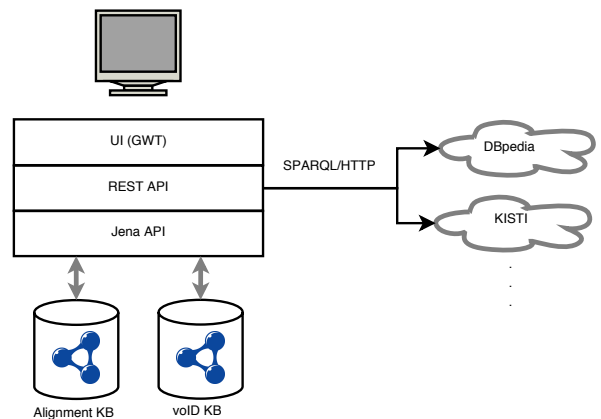 UI (GWT)
REST API
Jena API
SPARQL/HTTP
DBpedia
KISTI
.
.
.
Alignment KB
voID KB